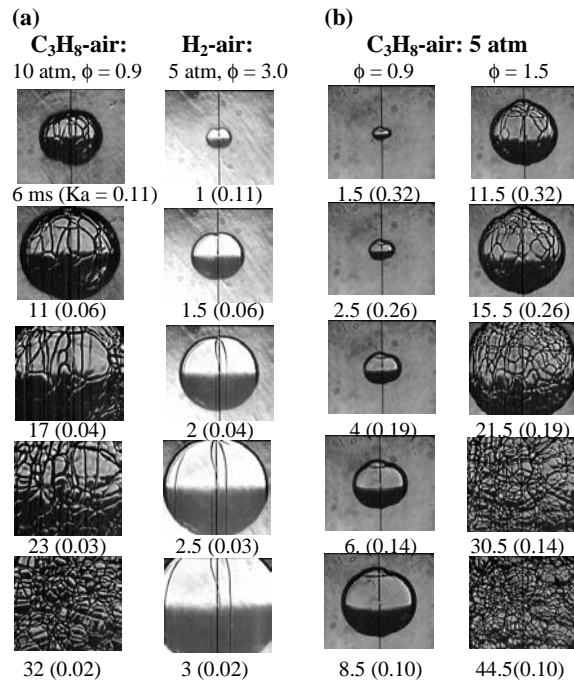 (a)
C₃H₈-air: H₂-air:
10 atm, ϕ = 0.9 5 atm, ϕ = 3.0
6 ms (Ka = 0.11) 1 (0.11)
11 (0.06) 1.5 (0.06)
17 (0.04) 2 (0.04)
23 (0.03) 2.5 (0.03)
32 (0.02) 3 (0.02)
(b)
C₃H₈-air: 5 atm
ϕ = 0.9 ϕ = 1.5
1.5 (0.32) 11.5 (0.32)
2.5 (0.26) 15. 5 (0.26)
4 (0.19) 21.5 (0.19)
6. (0.14) 30.5 (0.14)
8.5 (0.10) 44.5(0.10)